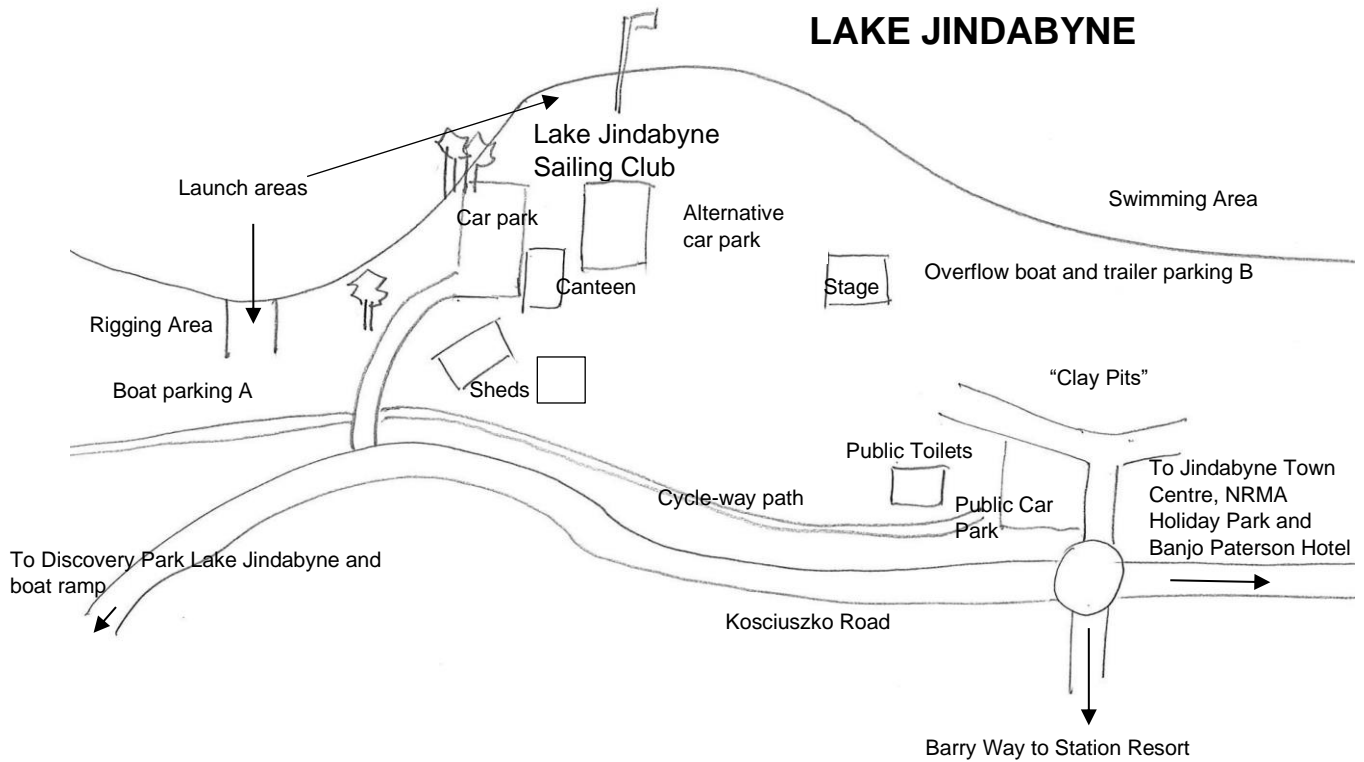 LAKE JINDABYNE
Lake Jindabyne
Sailing Club
Launch areas
Car park
Alternative
car park
Swimming Area
Canteen
Stage
Overflow boat and trailer parking B
Rigging Area
Boat parking A
Sheds
“Clay Pits”
Public Toilets
To Jindabyne Town
Centre, NRMA
Holiday Park and
Banjo Paterson Hotel
Cycle-way path
Public Car
Park
To Discovery Park Lake Jindabyne and
boat ramp
Kosciuszko Road
Barry Way to Station Resort